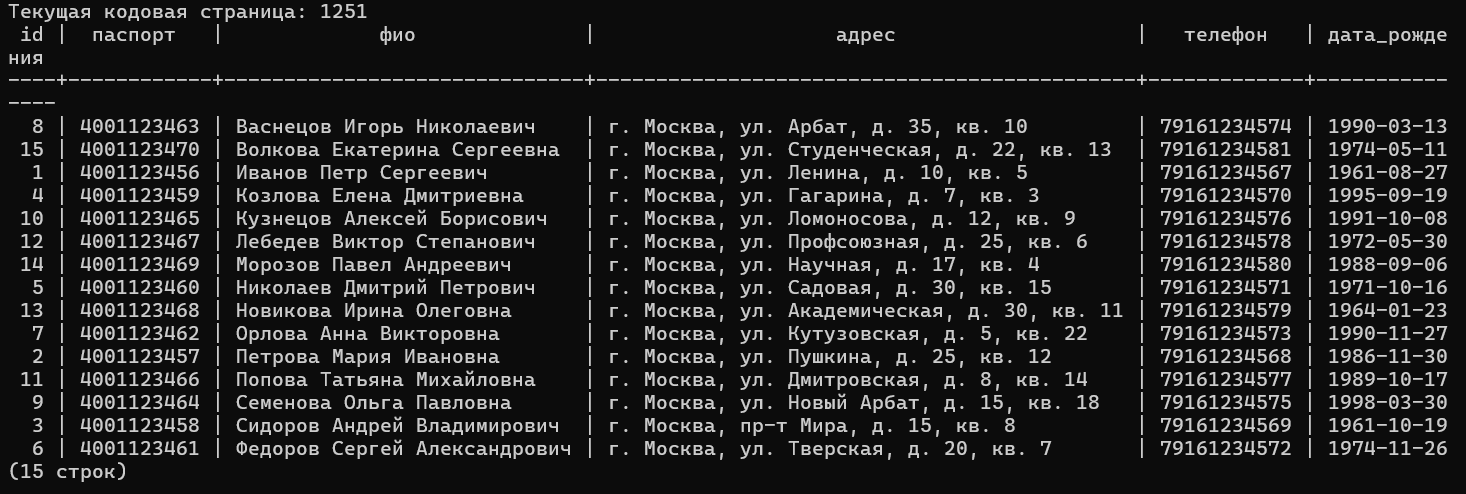 Текущая кодовая страница: 1251
 id |  паспорт   |             фио              |                    адрес                    |   телефон   | дата_рожде
ния
----+------------+------------------------------+---------------------------------------------+-------------+-----------
----
  8 | 4001123463 | Васнецов Игорь Николаевич    | г. Москва, ул. Арбат, д. 35, кв. 10         | 79161234574 | 1990-03-13
 15 | 4001123470 | Волкова Екатерина Сергеевна  | г. Москва, ул. Студенческая, д. 22, кв. 13  | 79161234581 | 1974-05-11
  1 | 4001123456 | Иванов Петр Сергеевич        | г. Москва, ул. Ленина, д. 10, кв. 5         | 79161234567 | 1961-08-27
  4 | 4001123459 | Козлова Елена Дмитриевна     | г. Москва, ул. Гагарина, д. 7, кв. 3        | 79161234570 | 1995-09-19
 10 | 4001123465 | Кузнецов Алексей Борисович   | г. Москва, ул. Ломоносова, д. 12, кв. 9     | 79161234576 | 1991-10-08
 12 | 4001123467 | Лебедев Виктор Степанович    | г. Москва, ул. Профсоюзная, д. 25, кв. 6    | 79161234578 | 1972-05-30
 14 | 4001123469 | Морозов Павел Андреевич      | г. Москва, ул. Научная, д. 17, кв. 4        | 79161234580 | 1988-09-06
  5 | 4001123460 | Николаев Дмитрий Петрович    | г. Москва, ул. Садовая, д. 30, кв. 15       | 79161234571 | 1971-10-16
 13 | 4001123468 | Новикова Ирина Олеговна      | г. Москва, ул. Академическая, д. 30, кв. 11 | 79161234579 | 1964-01-23
  7 | 4001123462 | Орлова Анна Викторовна       | г. Москва, ул. Кутузовская, д. 5, кв. 22    | 79161234573 | 1990-11-27
  2 | 4001123457 | Петрова Мария Ивановна       | г. Москва, ул. Пушкина, д. 25, кв. 12       | 79161234568 | 1986-11-30
 11 | 4001123466 | Попова Татьяна Михайловна    | г. Москва, ул. Дмитровская, д. 8, кв. 14    | 79161234577 | 1989-10-17
  9 | 4001123464 | Семенова Ольга Павловна      | г. Москва, ул. Новый Арбат, д. 15, кв. 18   | 79161234575 | 1998-03-30
  3 | 4001123458 | Сидоров Андрей Владимирович  | г. Москва, пр-т Мира, д. 15, кв. 8          | 79161234569 | 1961-10-19
  6 | 4001123461 | Федоров Сергей Александрович | г. Москва, ул. Тверская, д. 20, кв. 7       | 79161234572 | 1974-11-26
(15 строк)